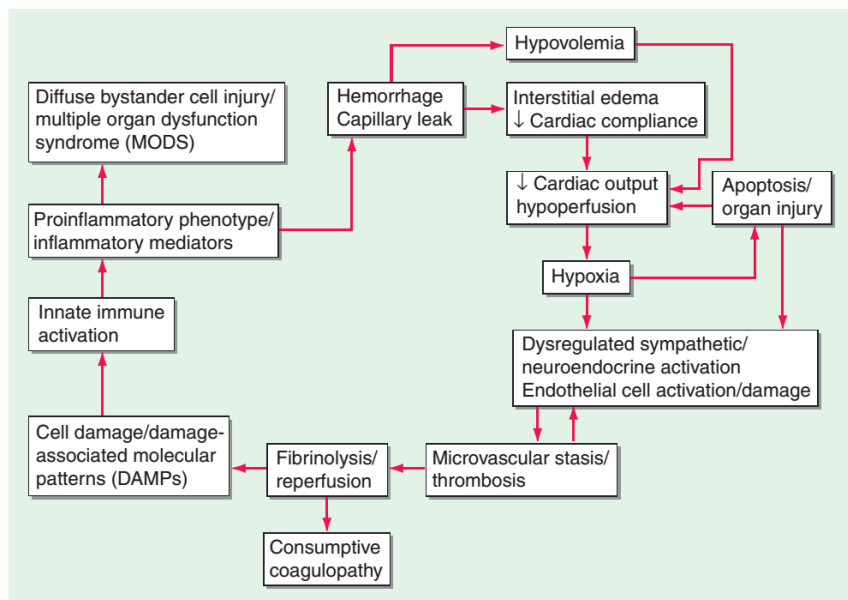 Hypovolemia
Diffuse bystander cell injury/
multiple organ dysfunction
syndrome (MODS)
Hemorrhage
Capillary leak
Interstitial edema
↓ Cardiac compliance
↓ Cardiac output
hypoperfusion
Apoptosis/
organ injury
Proinflammatory phenotype/
inflammatory mediators
Hypoxia
Innate immune
activation
Dysregulated sympathetic/
neuroendocrine activation
Endothelial cell activation/damage
Cell damage/damage-
associated molecular
patterns (DAMPs)
Fibrinolysis/
reperfusion
Microvascular stasis/
thrombosis
Consumptive
coagulopathy